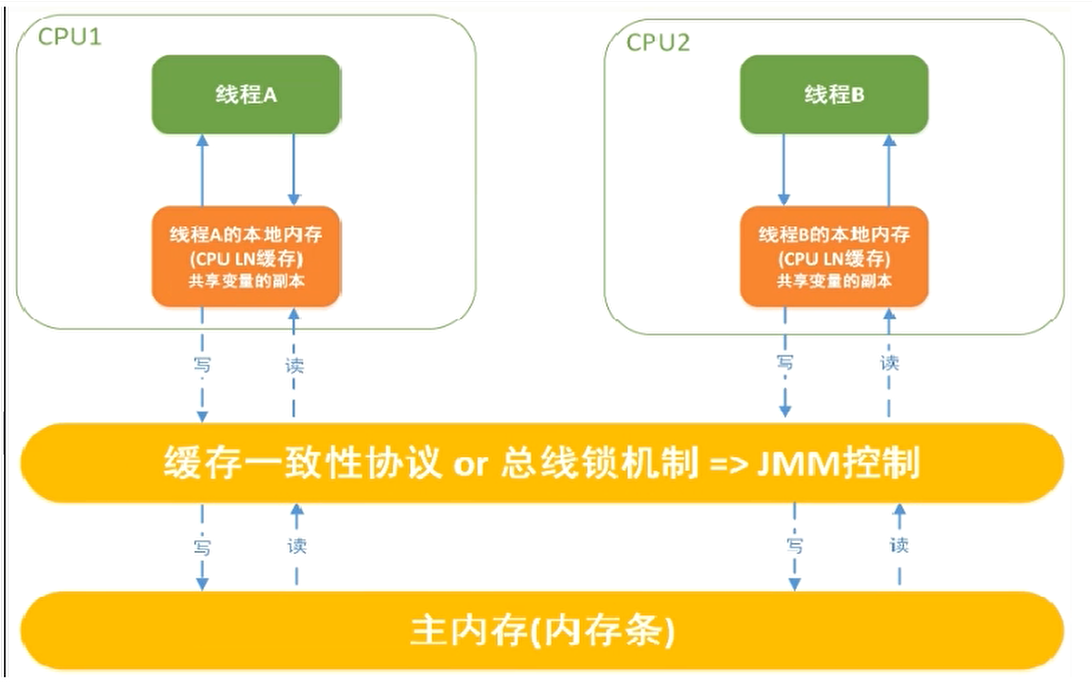 CPU1
CPU2
线程A
线程B
线程A的本地内存
(CPU LN缓存)
共享变量的副本
线程B的本地内存
(CPU LN缓存)
共享变量的副本
写
读
写
读
缓存一致性协议 or 总线锁机制 => JMM控制
写
读
写
读
主内存(内存条)